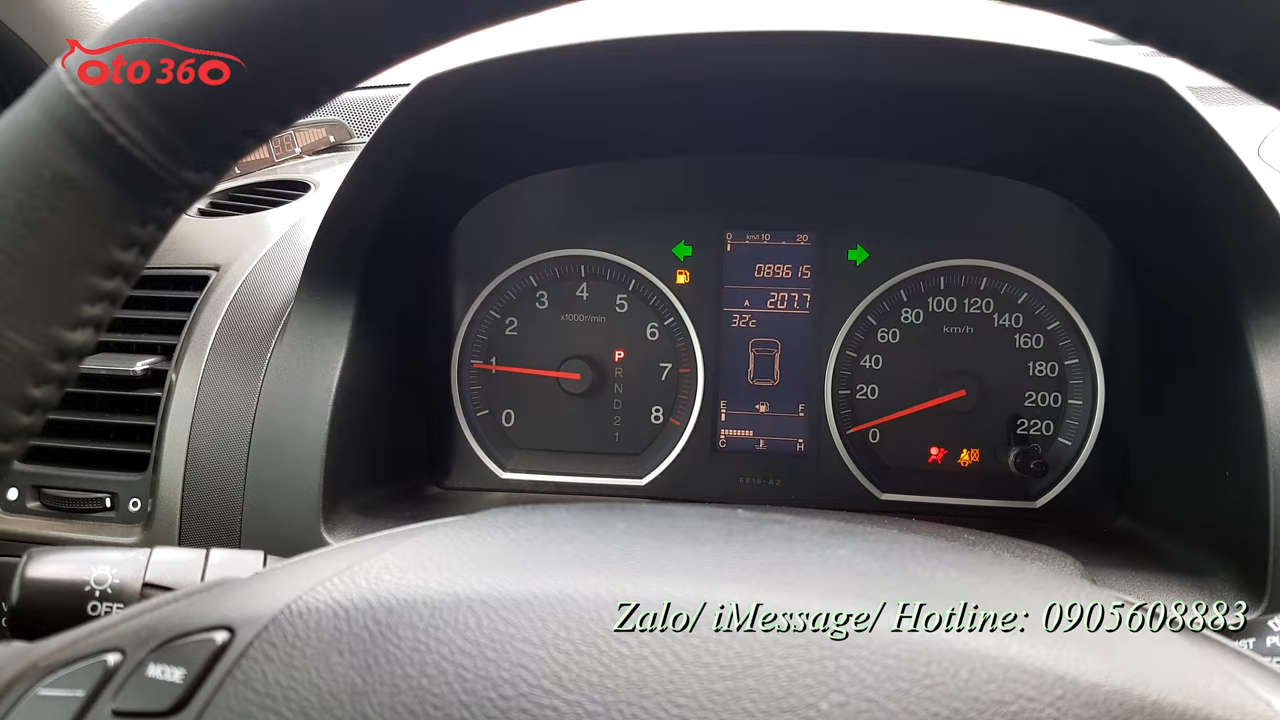 oto360
L
R
0 km/l 10 20
089615
A 207.7
32°c
0 1 2 3 4 5 6 7 8
x1000r/min
P
R
N
D
2
1
E F
C H
0 20 40 60 80 100 120 140 160 180 200 220
km/h
OFF
MODE
Zalo/ iMessage/ Hotline: 0905608883